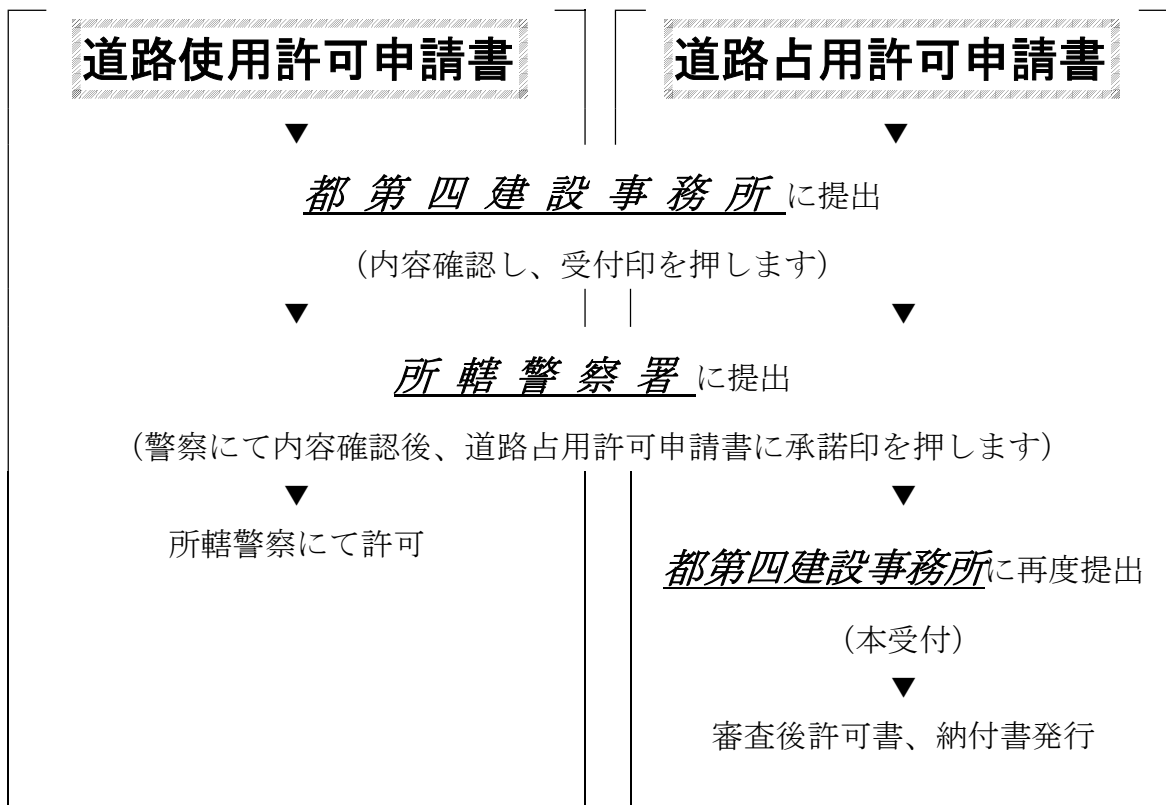 道路使用許可申請書 道路占用許可申請書
▼ ▼
都第四建設事務所に提出
（内容確認し、受付印を押します）
▼ ▼
所轄警察署に提出
（警察にて内容確認後、道路占用許可申請書に承諾印を押します）
▼ ▼
所轄警察にて許可
都第四建設事務所に再度提出
（本受付）
▼
審査後許可書、納付書発行